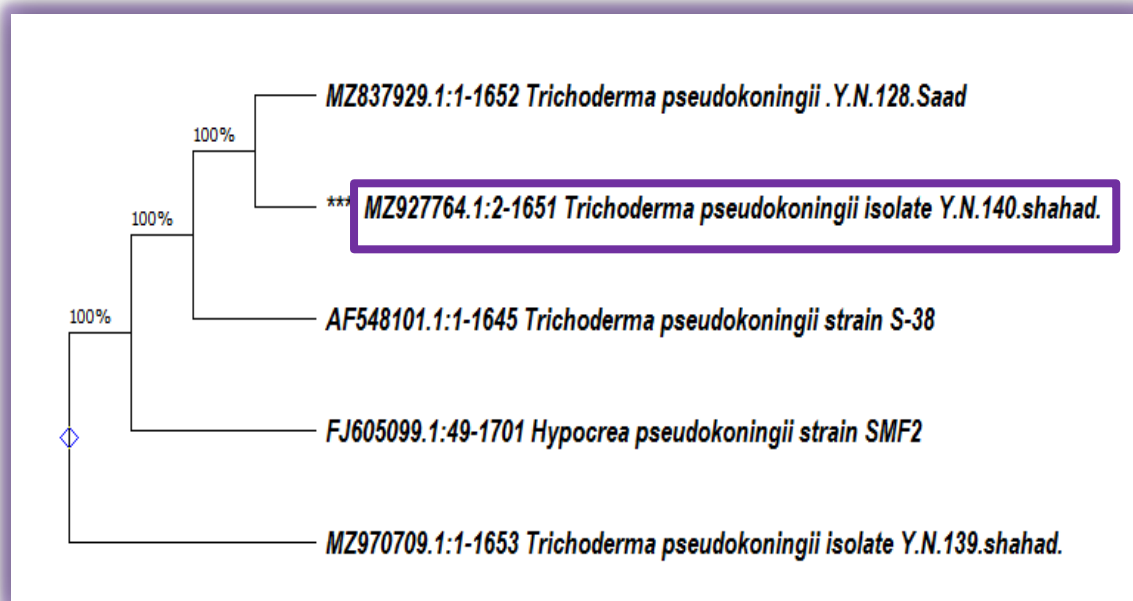 MZ837929.1:1-1652 Trichoderma pseudokoningii .Y.N.128.Saad
100%
*** MZ927764.1:2-1651 Trichoderma pseudokoningii isolate Y.N.140.shahad.
100%
AF548101.1:1-1645 Trichoderma pseudokoningii strain S-38
100%
FJ605099.1:49-1701 Hypocrea pseudokoningii strain SMF2
MZ970709.1:1-1653 Trichoderma pseudokoningii isolate Y.N.139.shahad.